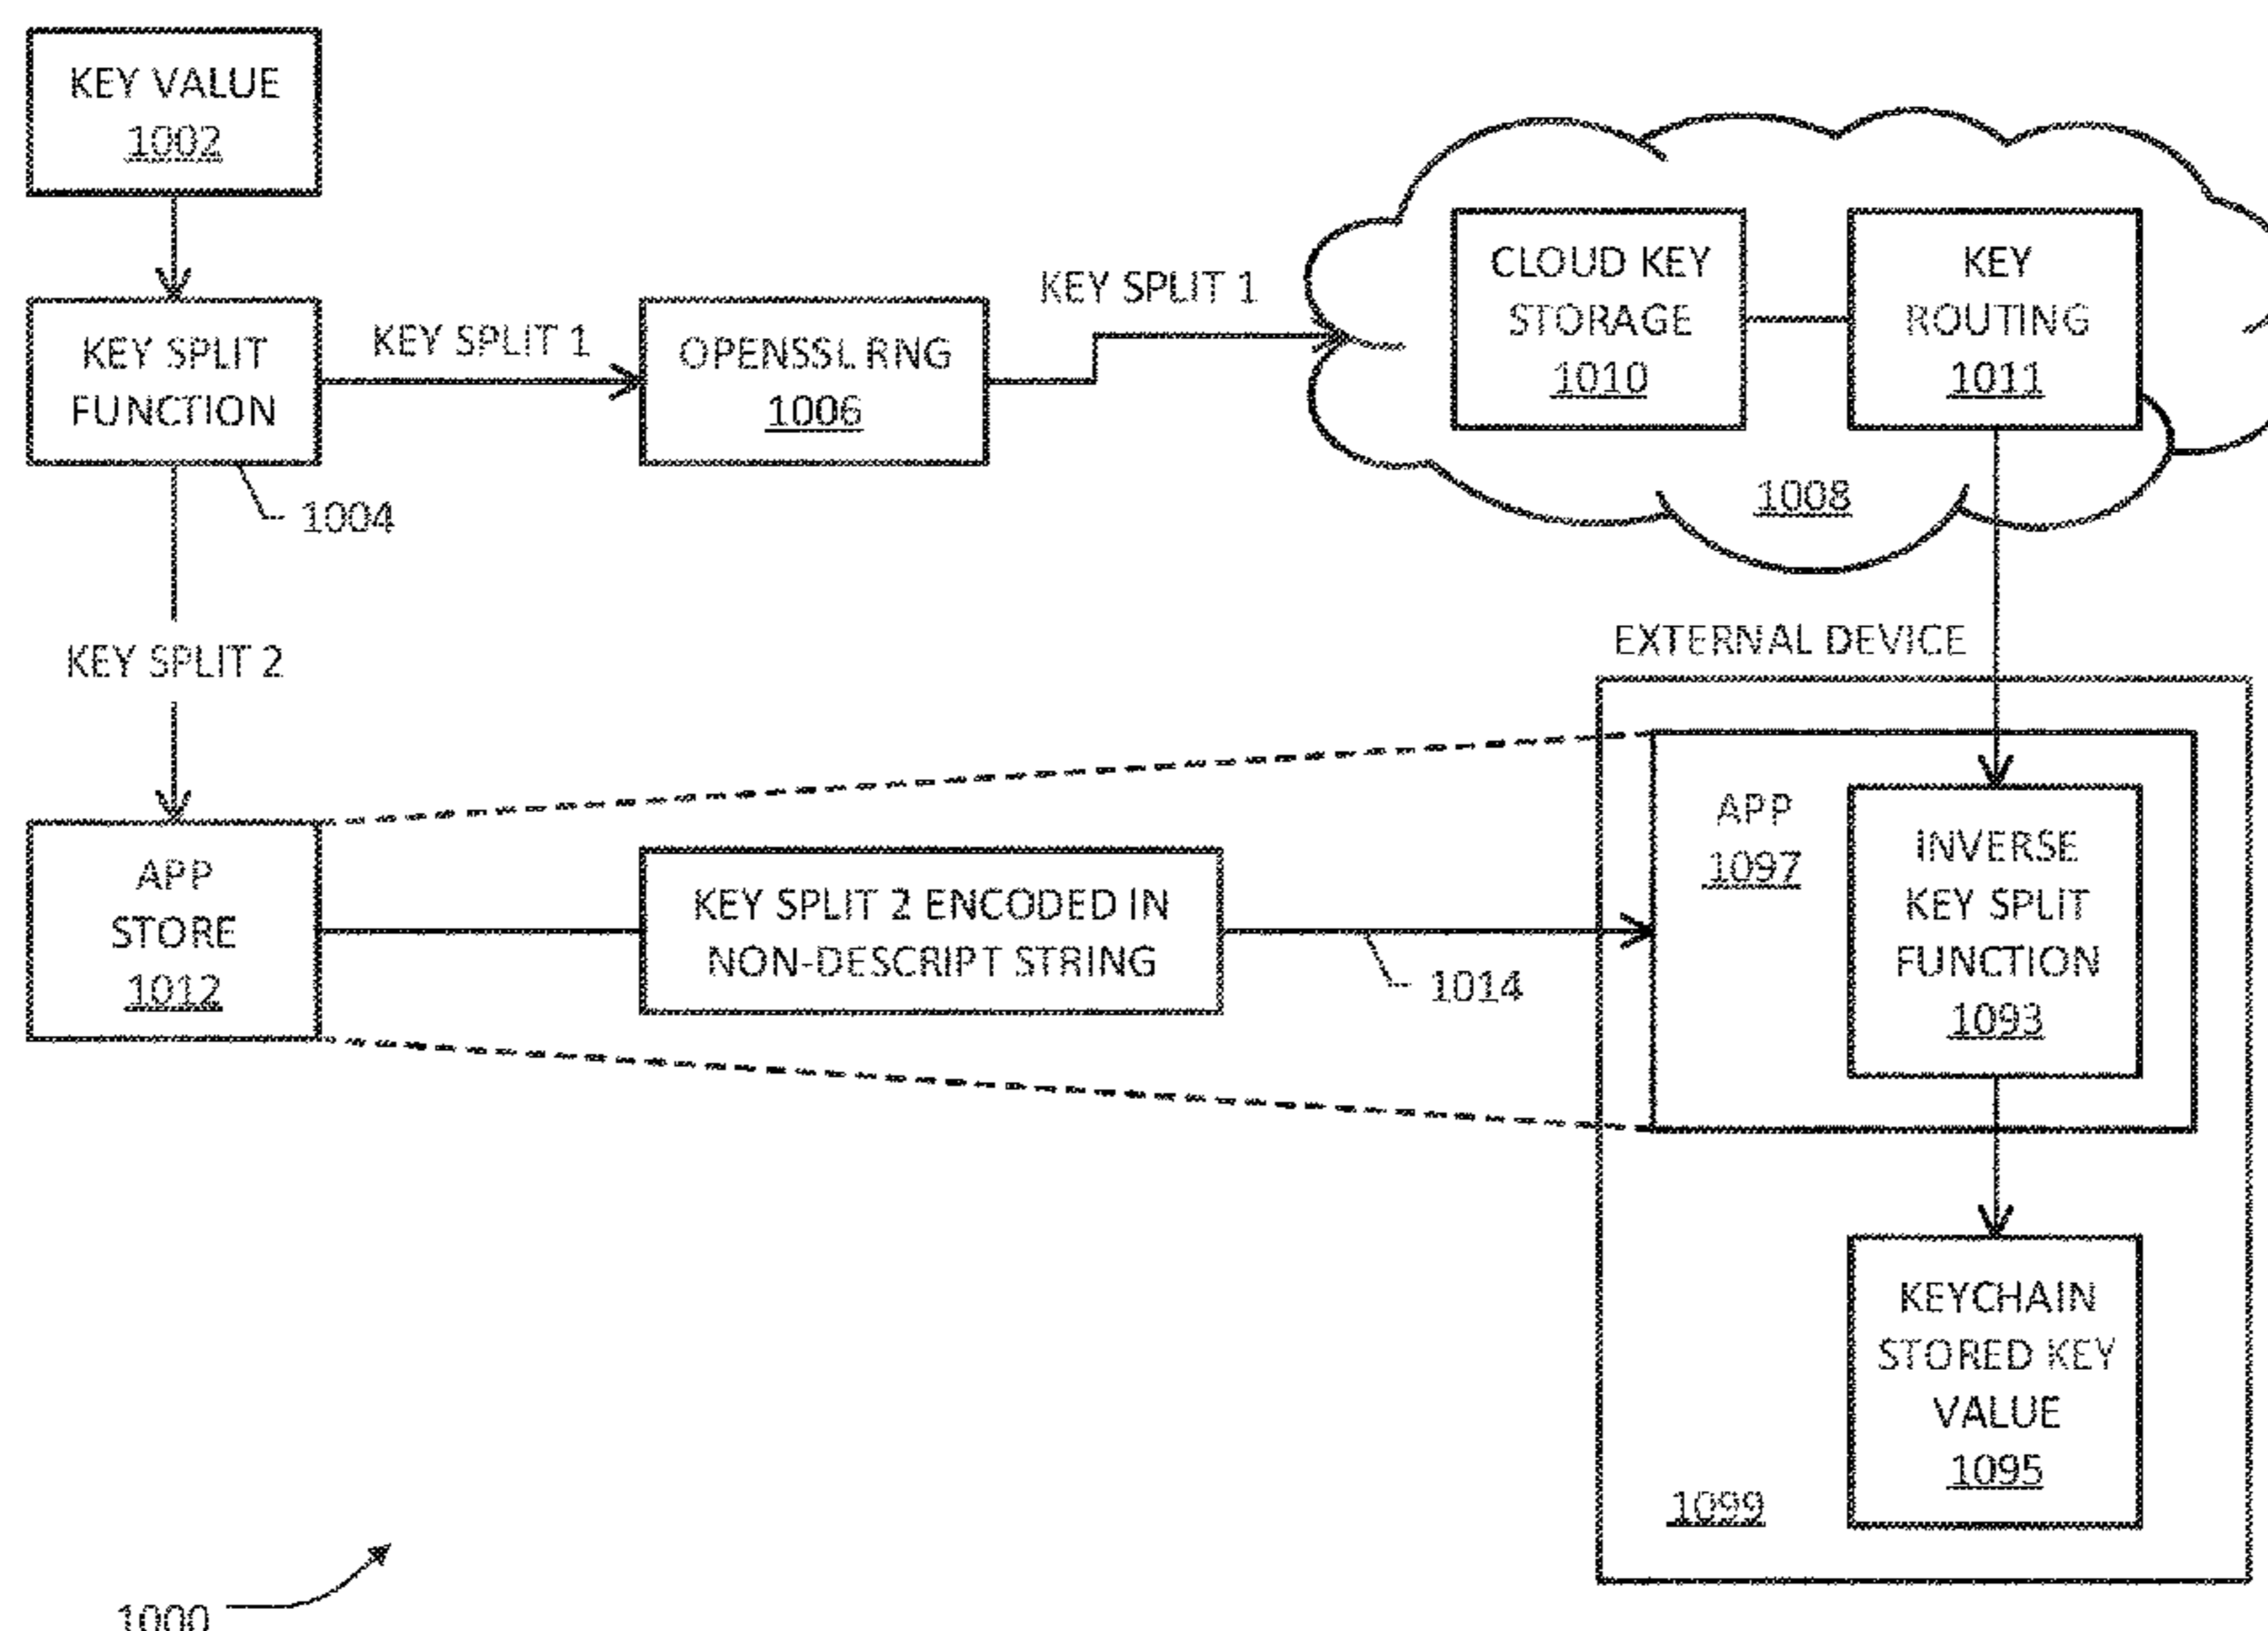 KEY VALUE
1002
KEY SPLIT
FUNCTION
1004
KEY SPLIT 1
OPENSSL RNG
1006
KEY SPLIT 1
CLOUD KEY
STORAGE
1010
KEY
ROUTING
1011
1008
KEY SPLIT 2
EXTERNAL DEVICE
APP
STORE
1012
KEY SPLIT 2 ENCODED IN
NON-DESCRIPT STRING
1014
APP
1097
INVERSE
KEY SPLIT
FUNCTION
1093
KEYCHAIN
STORED KEY
VALUE
1095
1099
1000